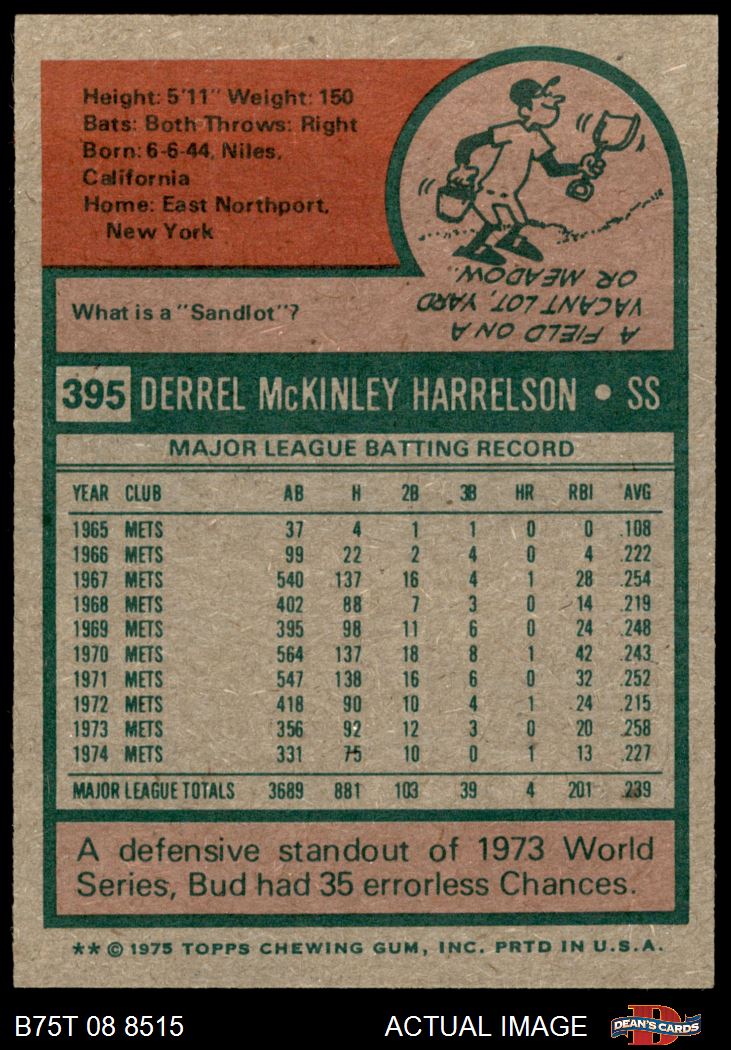 Height: 5'11" Weight: 150
Bats: Both Throws: Right
Born: 6-6-44, Niles,
California
Home: East Northport,
New York
What is a "Sandlot"?
A FIELD ON A
VACANT LOT, YARD
OR MEADOW.
395 DERREL McKINLEY HARRELSON • SS
MAJOR LEAGUE BATTING RECORD
YEAR CLUB AB H 2B 3B HR RBI AVG
1965 METS 37 4 1 1 0 0 .108
1966 METS 99 22 2 4 0 4 .222
1967 METS 540 137 16 4 1 28 .254
1968 METS 402 88 7 3 0 14 .219
1969 METS 395 98 11 6 0 24 .248
1970 METS 564 137 18 8 1 42 .243
1971 METS 547 138 16 6 0 32 .252
1972 METS 418 90 10 4 1 24 .215
1973 METS 356 92 12 3 0 20 .258
1974 METS 331 75 10 0 1 13 .227
MAJOR LEAGUE TOTALS 3689 881 103 39 4 201 .239
A defensive standout of 1973 World
Series, Bud had 35 errorless Chances.
** © 1975 TOPPS CHEWING GUM, INC. PRTD IN U.S.A.
B75T 08 8515 ACTUAL IMAGE D DEAN'S CARDS